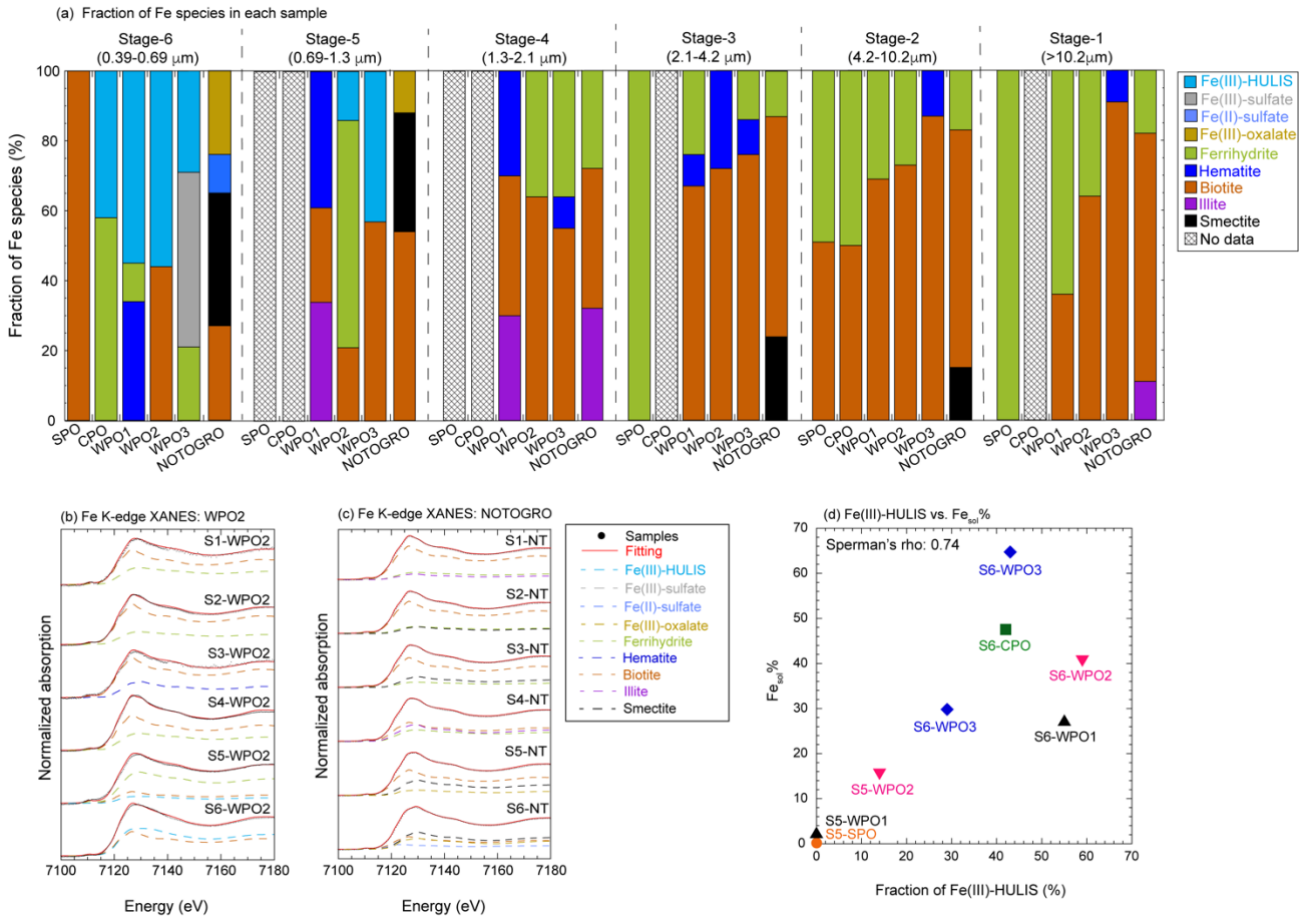 (a) Fraction of Fe species in each sample
Stage-6
(0.39-0.69 μm)
Stage-5
(0.69-1.3 μm)
Stage-4
(1.3-2.1 μm)
Stage-3
(2.1-4.2 μm)
Stage-2
(4.2-10.2μm)
Stage-1
(>10.2μm)
Fraction of Fe species (%)
100
80
60
40
20
0
SPO CPO WPO1 WPO2 WPO3 NOTOGRO
SPO CPO WPO1 WPO2 WPO3 NOTOGRO
SPO CPO WPO1 WPO2 WPO3 NOTOGRO
SPO CPO WPO1 WPO2 WPO3 NOTOGRO
SPO CPO WPO1 WPO2 WPO3 NOTOGRO
SPO CPO WPO1 WPO2 WPO3 NOTOGRO
Fe(III)-HULIS
Fe(III)-sulfate
Fe(II)-sulfate
Fe(III)-oxalate
Ferrihydrite
Hematite
Biotite
Illite
Smectite
No data
(b) Fe K-edge XANES: WPO2
Normalized absorption
S1-WPO2
S2-WPO2
S3-WPO2
S4-WPO2
S5-WPO2
S6-WPO2
7100 7120 7140 7160 7180
Energy (eV)
(c) Fe K-edge XANES: NOTOGRO
Normalized absorption
S1-NT
S2-NT
S3-NT
S4-NT
S5-NT
S6-NT
7100 7120 7140 7160 7180
Energy (eV)
Samples
Fitting
Fe(III)-HULIS
Fe(III)-sulfate
Fe(II)-sulfate
Fe(III)-oxalate
Ferrihydrite
Hematite
Biotite
Illite
Smectite
(d) Fe(III)-HULIS vs. Fesol%
Sperman's rho: 0.74
Fesol%
70
60
50
40
30
20
10
0
S6-WPO3
S6-CPO
S6-WPO2
S6-WPO3
S6-WPO1
S5-WPO2
S5-WPO1
S5-SPO
0 10 20 30 40 50 60 70
Fraction of Fe(III)-HULIS (%)